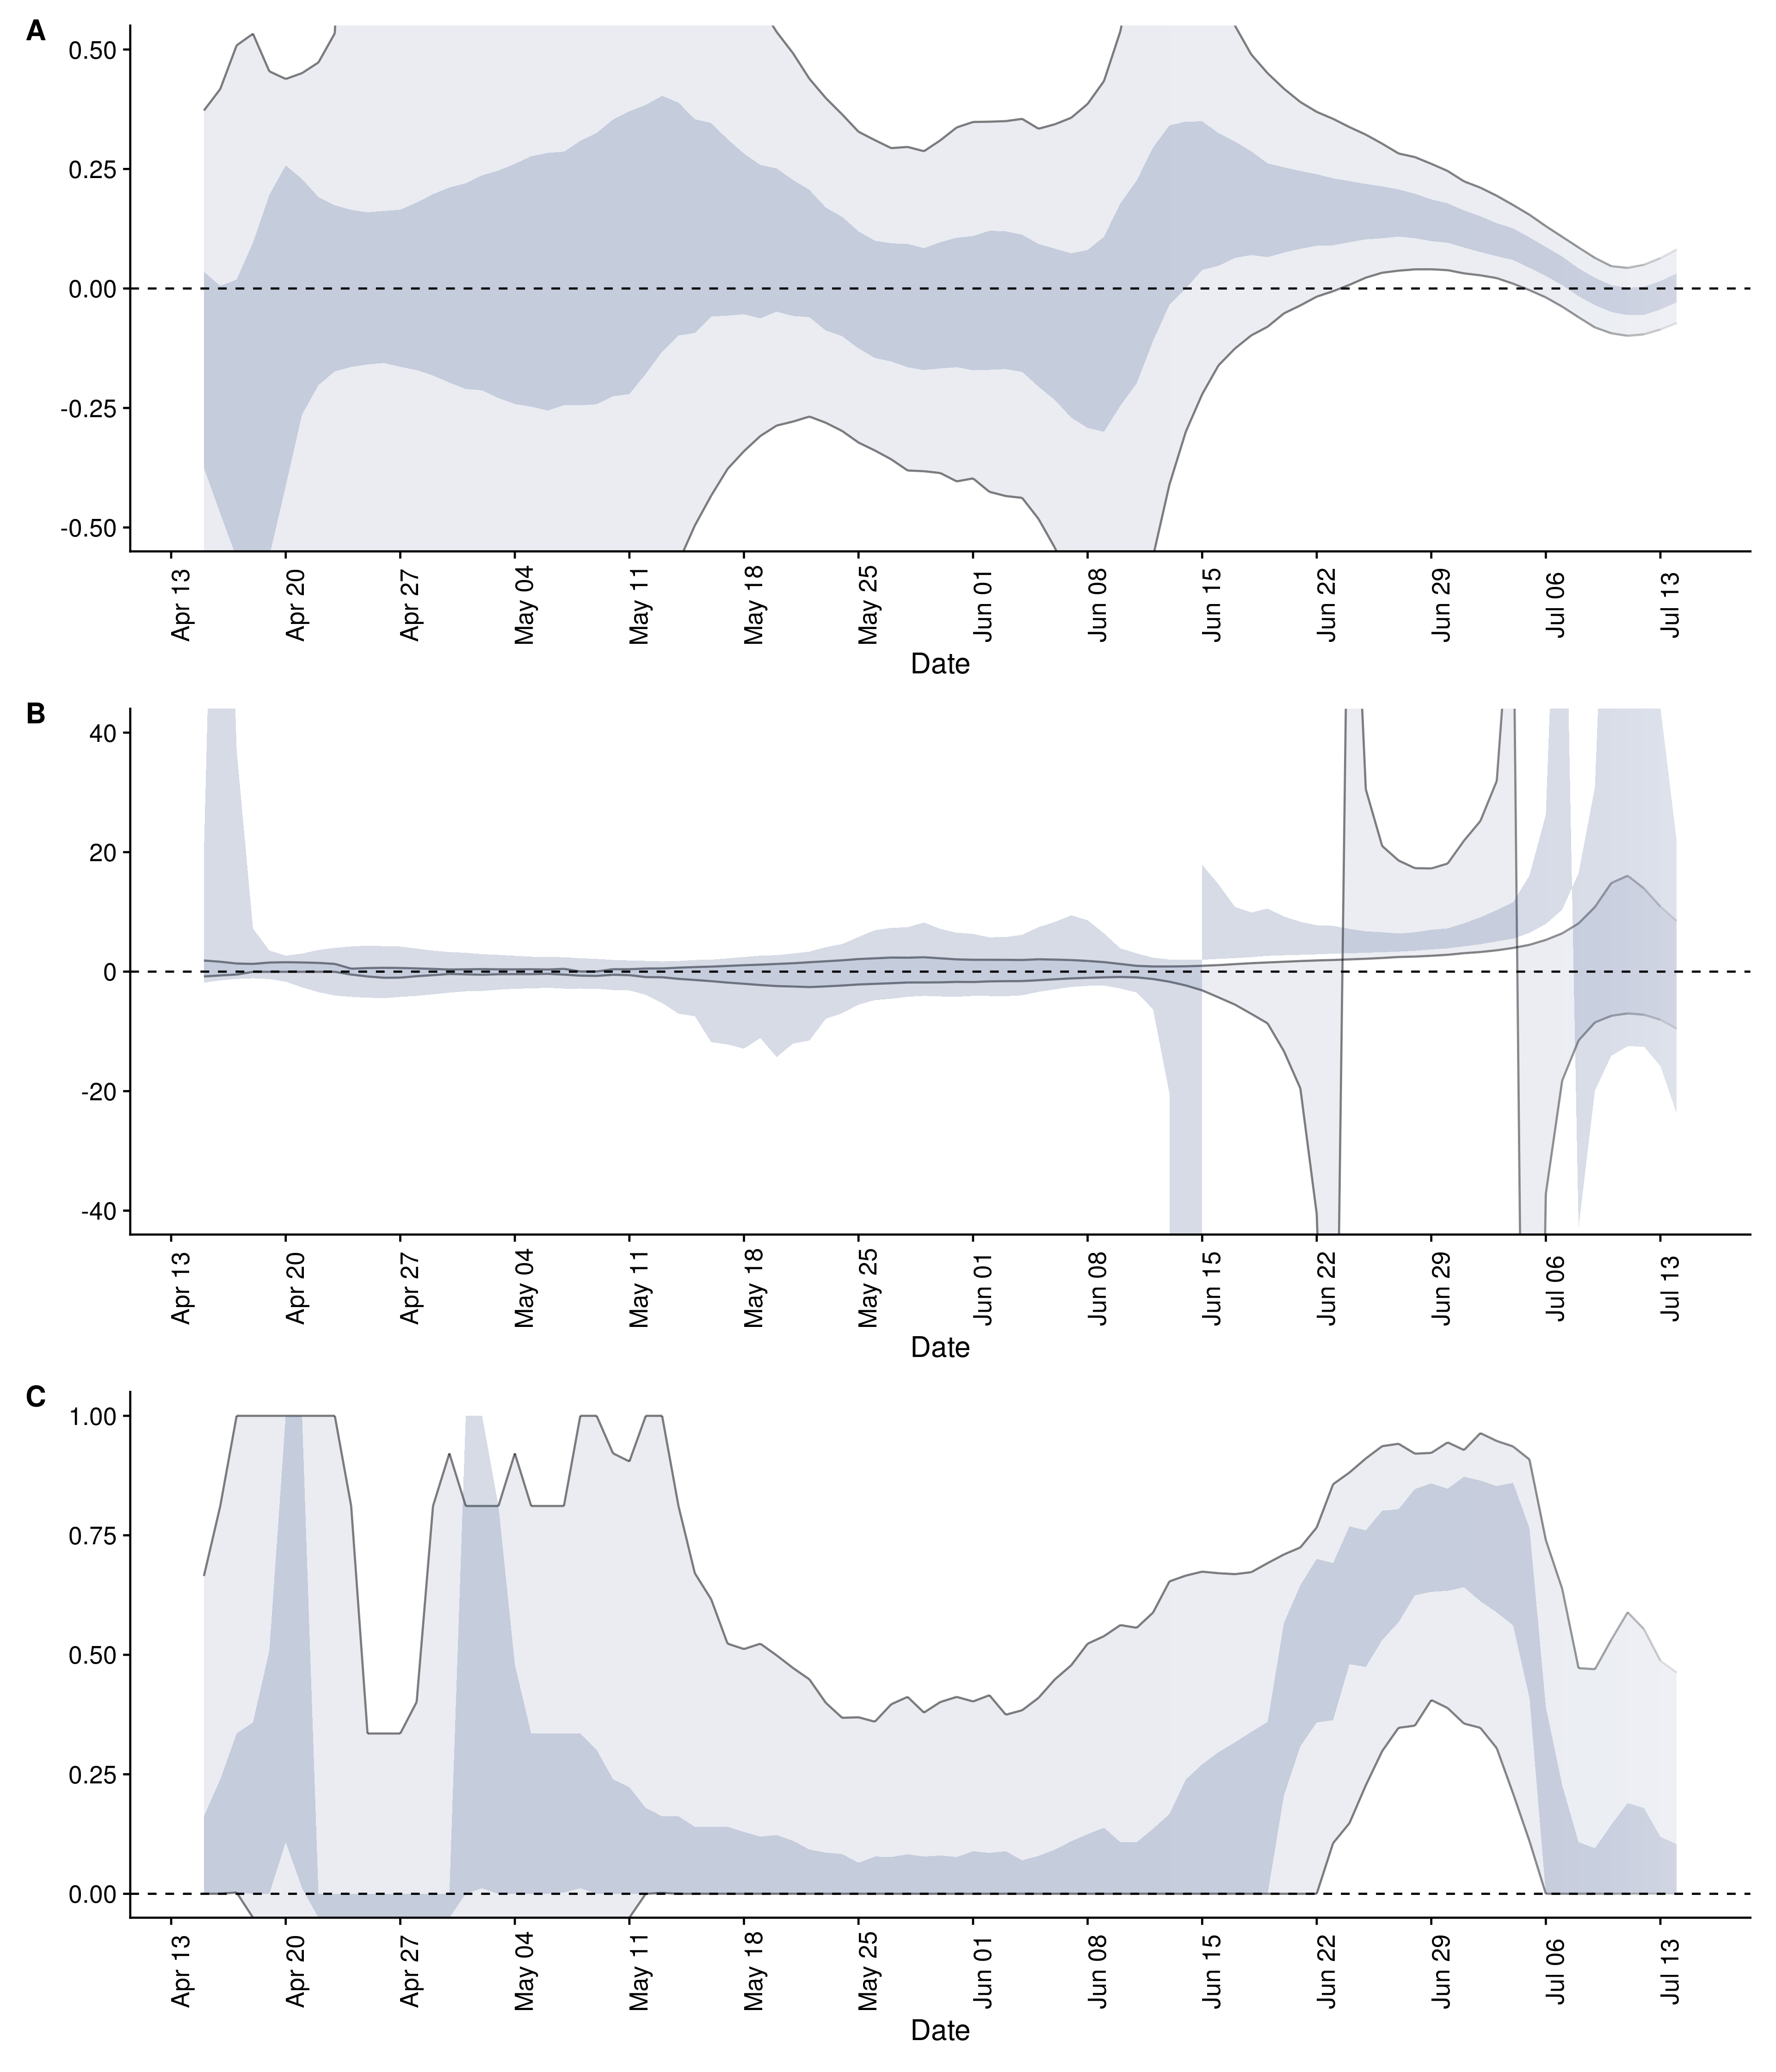 A
0.50
0.25
0.00
-0.25
-0.50
Apr 13
Apr 20
Apr 27
May 04
May 11
May 18
May 25
Jun 01
Jun 08
Jun 15
Jun 22
Jun 29
Jul 06
Jul 13
Date
B
40
20
0
-20
-40
Apr 13
Apr 20
Apr 27
May 04
May 11
May 18
May 25
Jun 01
Jun 08
Jun 15
Jun 22
Jun 29
Jul 06
Jul 13
Date
C
1.00
0.75
0.50
0.25
0.00
Apr 13
Apr 20
Apr 27
May 04
May 11
May 18
May 25
Jun 01
Jun 08
Jun 15
Jun 22
Jun 29
Jul 06
Jul 13
Date